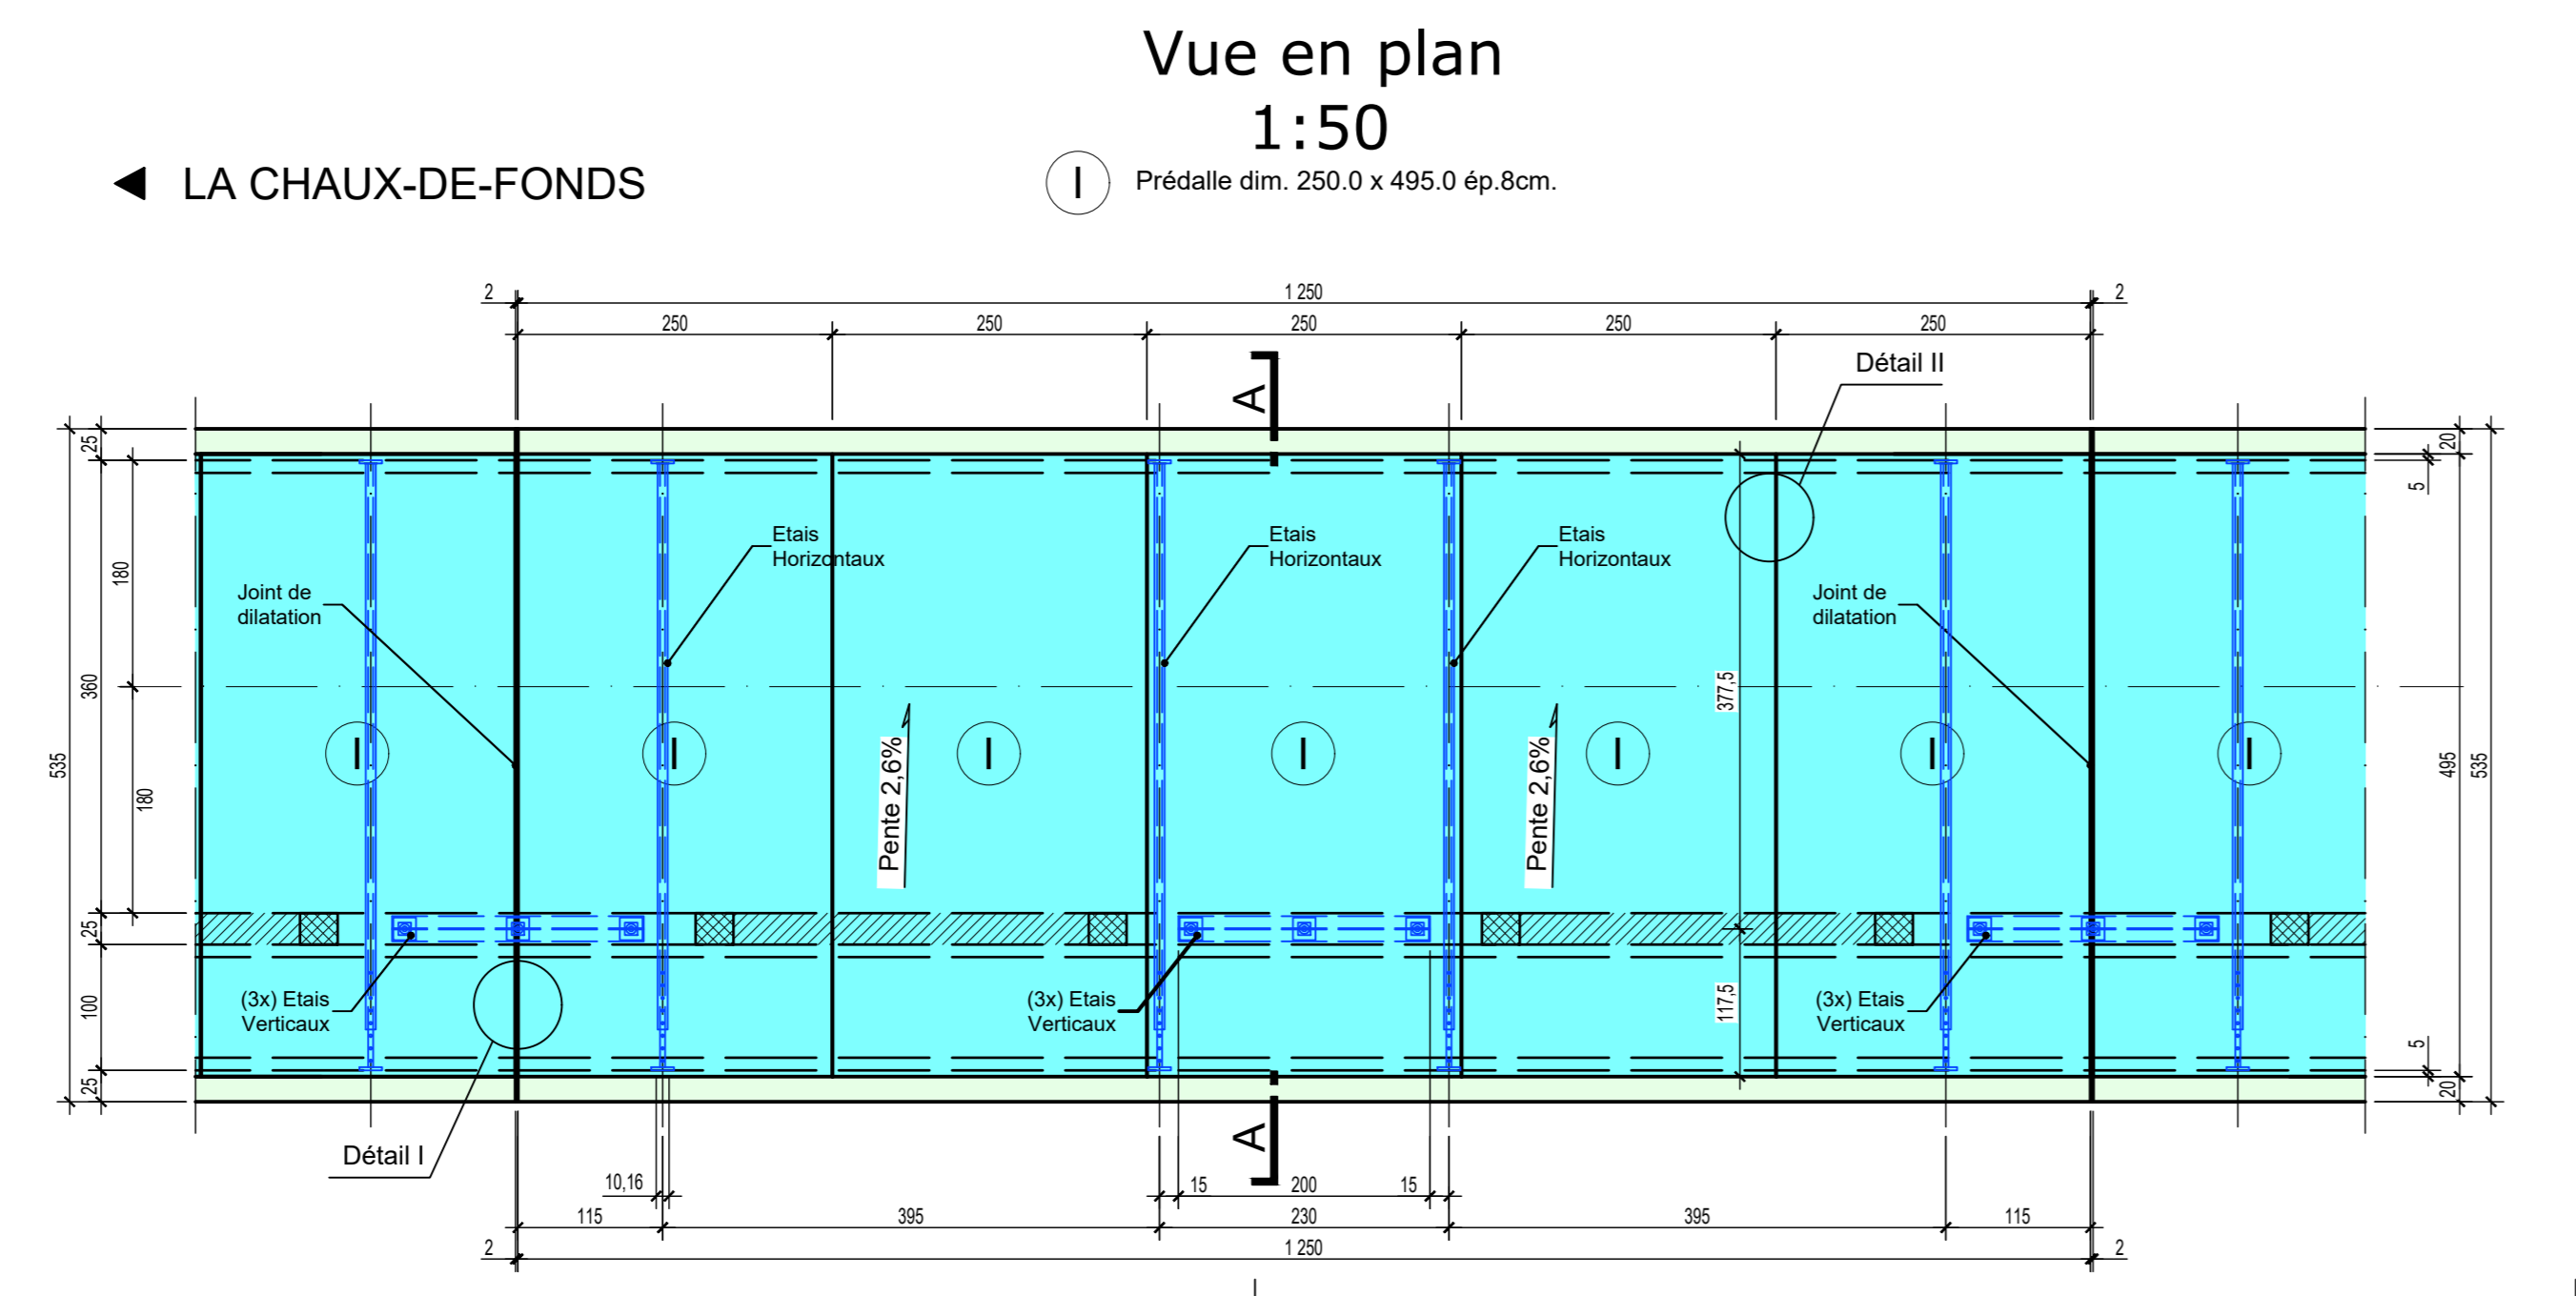 Vue en plan
1:50
LA CHAUX-DE-FONDS
I Prédalle dim. 250.0 x 495.0 ép.8cm.
2 1 250 2
250 250 250 250 250
Détail II
A
25 20
5
Etais
Horizontaux
Etais
Horizontaux
Etais
Horizontaux
180
Joint de
dilatation
Joint de
dilatation
360 377,5
I I I I I I I
535 180 Pente 2,6% Pente 2,6% 495 535
25
(3x) Etais
Verticaux
(3x) Etais
Verticaux
(3x) Etais
Verticaux
100 117,5
5
25 20
A
Détail I
10,16 15 200 15
115 395 230 395 115
2 1 250 2